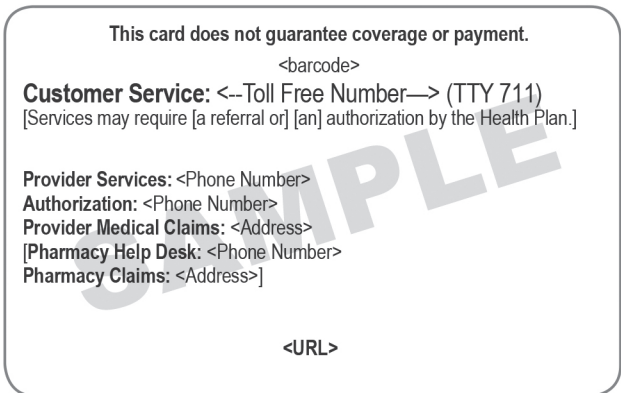 This card does not guarantee coverage or payment.
<barcode>
Customer Service: <--Toll Free Number—> (TTY 711)
[Services may require [a referral or] [an] authorization by the Health Plan.]
Provider Services: <Phone Number>
Authorization: <Phone Number>
Provider Medical Claims: <Address>
[Pharmacy Help Desk: <Phone Number>
Pharmacy Claims: <Address>]
SAMPLE
<URL>